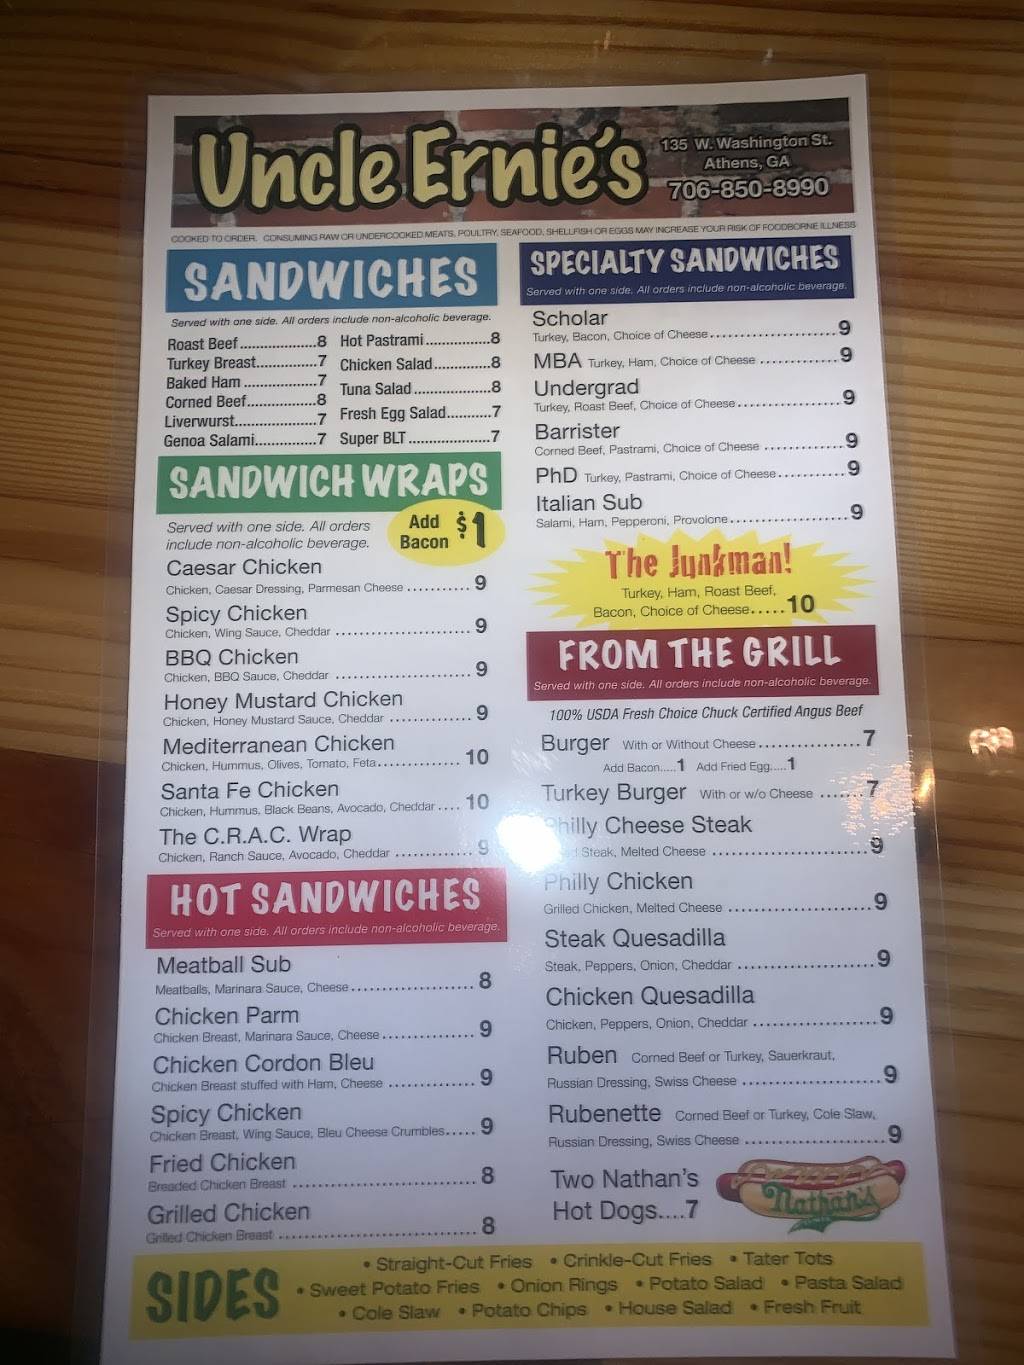 Uncle Ernie's
135 W. Washington St.
Athens, GA
706-850-8990
COOKED TO ORDER. CONSUMING RAW OR UNDERCOOKED MEATS, POULTRY, SEAFOOD, SHELLFISH OR EGGS MAY INCREASE YOUR RISK OF FOODBORNE ILLNESS
SANDWICHES
Served with one side. All orders include non-alcoholic beverage.
Roast Beef..................8
Turkey Breast..............7
Baked Ham .................7
Corned Beef................8
Liverwurst....................7
Genoa Salami..............7
Hot Pastrami...............8
Chicken Salad.............8
Tuna Salad..................8
Fresh Egg Salad..........7
Super BLT...................7
SANDWICH WRAPS
Served with one side. All orders
include non-alcoholic beverage.
Add
Bacon $1
Caesar Chicken
Chicken, Caesar Dressing, Parmesan Cheese ........... 9
Spicy Chicken
Chicken, Wing Sauce, Cheddar ........................ 9
BBQ Chicken
Chicken, BBQ Sauce, Cheddar ........................ 9
Honey Mustard Chicken
Chicken, Honey Mustard Sauce, Cheddar .............. 9
Mediterranean Chicken
Chicken, Hummus, Olives, Tomato, Feta.............. 10
Santa Fe Chicken
Chicken, Hummus, Black Beans, Avocado, Cheddar .... 10
The C.R.A.C. Wrap
Chicken, Ranch Sauce, Avocado, Cheddar ............. 9
HOT SANDWICHES
Served with one side. All orders include non-alcoholic beverage.
Meatball Sub
Meatballs, Marinara Sauce, Cheese..................... 8
Chicken Parm
Chicken Breast, Marinara Sauce, Cheese................ 9
Chicken Cordon Bleu
Chicken Breast stuffed with Ham, Cheese ............... 9
Spicy Chicken
Chicken Breast, Wing Sauce, Bleu Cheese Crumbles..... 9
Fried Chicken
Breaded Chicken Breast ................................ 8
Grilled Chicken
Grilled Chicken Breast ................................... 8
SPECIALTY SANDWICHES
Served with one side. All orders include non-alcoholic beverage.
Scholar
Turkey, Bacon, Choice of Cheese.......................9
MBA Turkey, Ham, Choice of Cheese ..............9
Undergrad
Turkey, Roast Beef, Choice of Cheese..................9
Barrister
Corned Beef, Pastrami, Choice of Cheese ..............9
PhD Turkey, Pastrami, Choice of Cheese............9
Italian Sub
Salami, Ham, Pepperoni, Provolone.....................9
The Junkman!
Turkey, Ham, Roast Beef,
Bacon, Choice of Cheese.....10
FROM THE GRILL
Served with one side. All orders include non-alcoholic beverage.
100% USDA Fresh Choice Chuck Certified Angus Beef
Burger With or Without Cheese..................7
Add Bacon.....1 Add Fried Egg.....1
Turkey Burger With or w/o Cheese .......7
Philly Cheese Steak
Steak, Melted Cheese ...........................9
Philly Chicken
Grilled Chicken, Melted Cheese .........................9
Steak Quesadilla
Steak, Peppers, Onion, Cheddar ........................9
Chicken Quesadilla
Chicken, Peppers, Onion, Cheddar ......................9
Ruben Corned Beef or Turkey, Sauerkraut,
Russian Dressing, Swiss Cheese ........................9
Rubenette Corned Beef or Turkey, Cole Slaw,
Russian Dressing, Swiss Cheese ........................9
Two Nathan's
Hot Dogs....7
Nathan's
SIDES
• Straight-Cut Fries • Crinkle-Cut Fries • Tater Tots
• Sweet Potato Fries • Onion Rings • Potato Salad • Pasta Salad
• Cole Slaw • Potato Chips • House Salad • Fresh Fruit